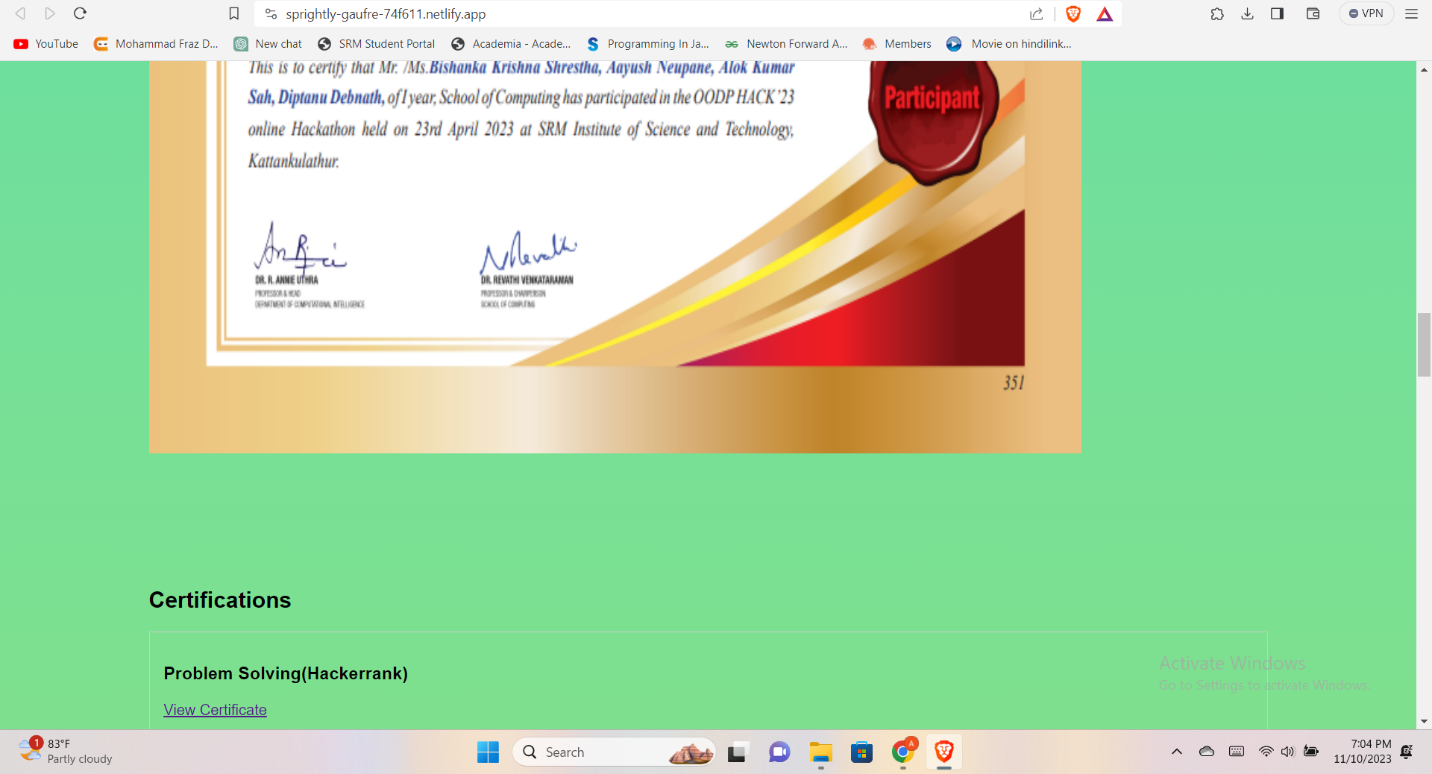 sprightly-gaufre-74f611.netlify.app
VPN
YouTube
Mohammad Fraz D...
New chat
SRM Student Portal
Academia - Acade...
Programming In Ja...
Newton Forward A...
Members
Movie on hindilink...
This is to certify that Mr. /Ms.Bishanka Krishna Shrestha, Aayush Neupane, Alok Kumar
Sah, Diptanu Debnath, of I year, School of Computing has participated in the OODP HACK '23
online Hackathon held on 23rd April 2023 at SRM Institute of Science and Technology,
Kattankulathur.
Participant
DR. R. ANNIE UTHRA
PROFESSOR & HEAD
DEPARTMENT OF COMPUTATIONAL INTELLIGENCE
DR. REVATHI VENKATARAMAN
PROFESSOR & CHAIRPERSON
SCHOOL OF COMPUTING
351
Certifications
Problem Solving(Hackerrank)
View Certificate
Activate Windows
Go to Settings to activate Windows.
1
83°F
Partly cloudy
Search
A
7:04 PM
11/10/2023